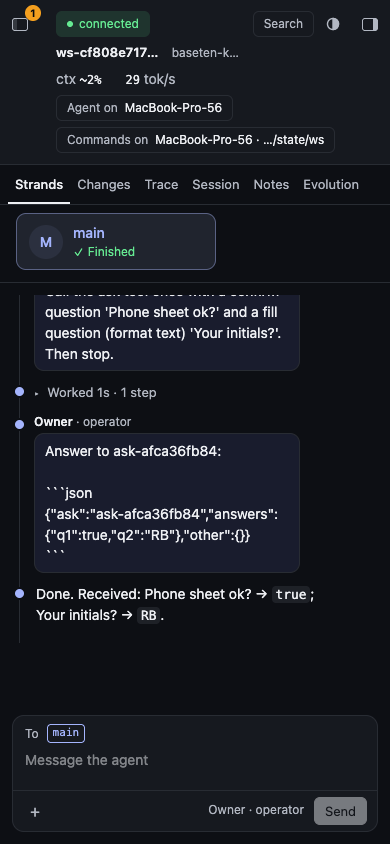 1
connected
Search
ws-cf808e717... baseten-k...
ctx ~2% 29 tok/s
Agent on MacBook-Pro-56
Commands on MacBook-Pro-56 · .../state/ws
Strands Changes Trace Session Notes Evolution
M
main
✓ Finished
question 'Phone sheet ok?' and a fill
question (format text) 'Your initials?'.
Then stop.
▸ Worked 1s · 1 step
Owner · operator
Answer to ask-afca36fb84:
```json
{"ask":"ask-afca36fb84","answers":
{"q1":true,"q2":"RB"},"other":{}}
```
Done. Received: Phone sheet ok? → true;
Your initials? → RB.
To main
Message the agent
+
Owner · operator
Send